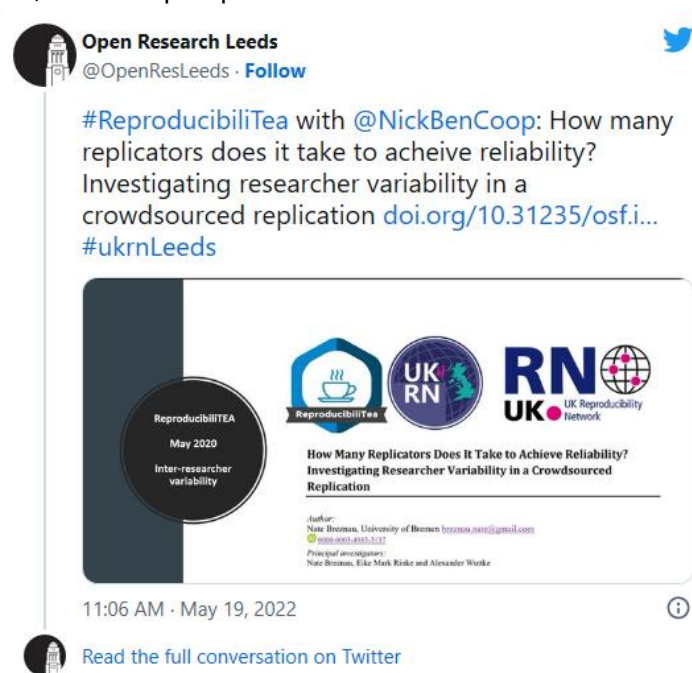 Open Research Leeds
@OpenResLeeds · Follow
#ReproducibiliTea with @NickBenCoop: How many
replicators does it take to acheive reliability?
Investigating researcher variability in a
crowdsourced replication doi.org/10.31235/osf.i...
#ukrnLeeds
ReproducibiliTEA
May 2020
Inter-researcher
variability
ReproducibiliTea
UK
RN
RN
UK
UK Reproducibility
Network
How Many Replicators Does It Take to Achieve Reliability?
Investigating Researcher Variability in a Crowdsourced
Replication
Author:
Nate Breznau, University of Bremen breznau.nate@gmail.com
Principal investigators:
Nate Breznau, Eike Mark Rinke and Alexander Wuttke
11:06 AM · May 19, 2022
Read the full conversation on Twitter